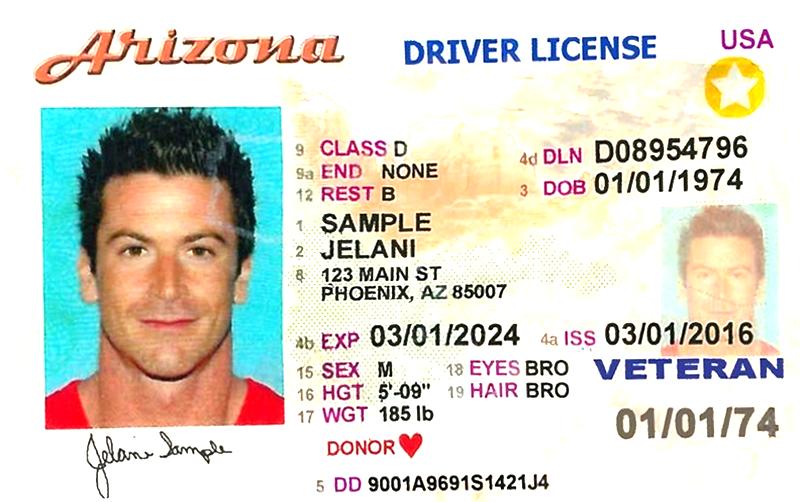 Arizona DRIVER LICENSE USA
9 CLASS D
9a END NONE
12 REST B
4d DLN D08954796
3 DOB 01/01/1974
1 SAMPLE
2 JELANI
8 123 MAIN ST
PHOENIX, AZ 85007
4b EXP 03/01/2024 4a ISS 03/01/2016
15 SEX M 18 EYES BRO
16 HGT 5'-09" 19 HAIR BRO
17 WGT 185 lb
VETERAN
01/01/74
DONOR
Jelani Sample
5 DD 9001A9691S1421J4